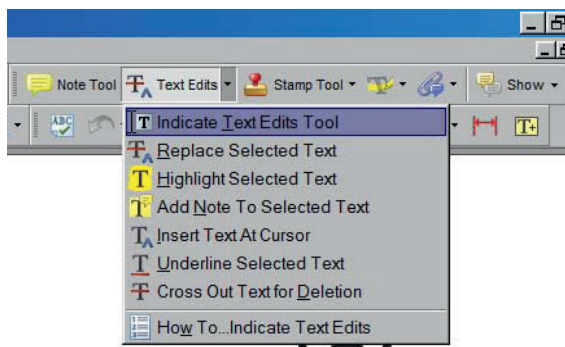 Note Tool Text Edits Stamp Tool Show
ABC T+
Indicate Text Edits Tool
Replace Selected Text
Highlight Selected Text
Add Note To Selected Text
Insert Text At Cursor
Underline Selected Text
Cross Out Text for Deletion
How To...Indicate Text Edits